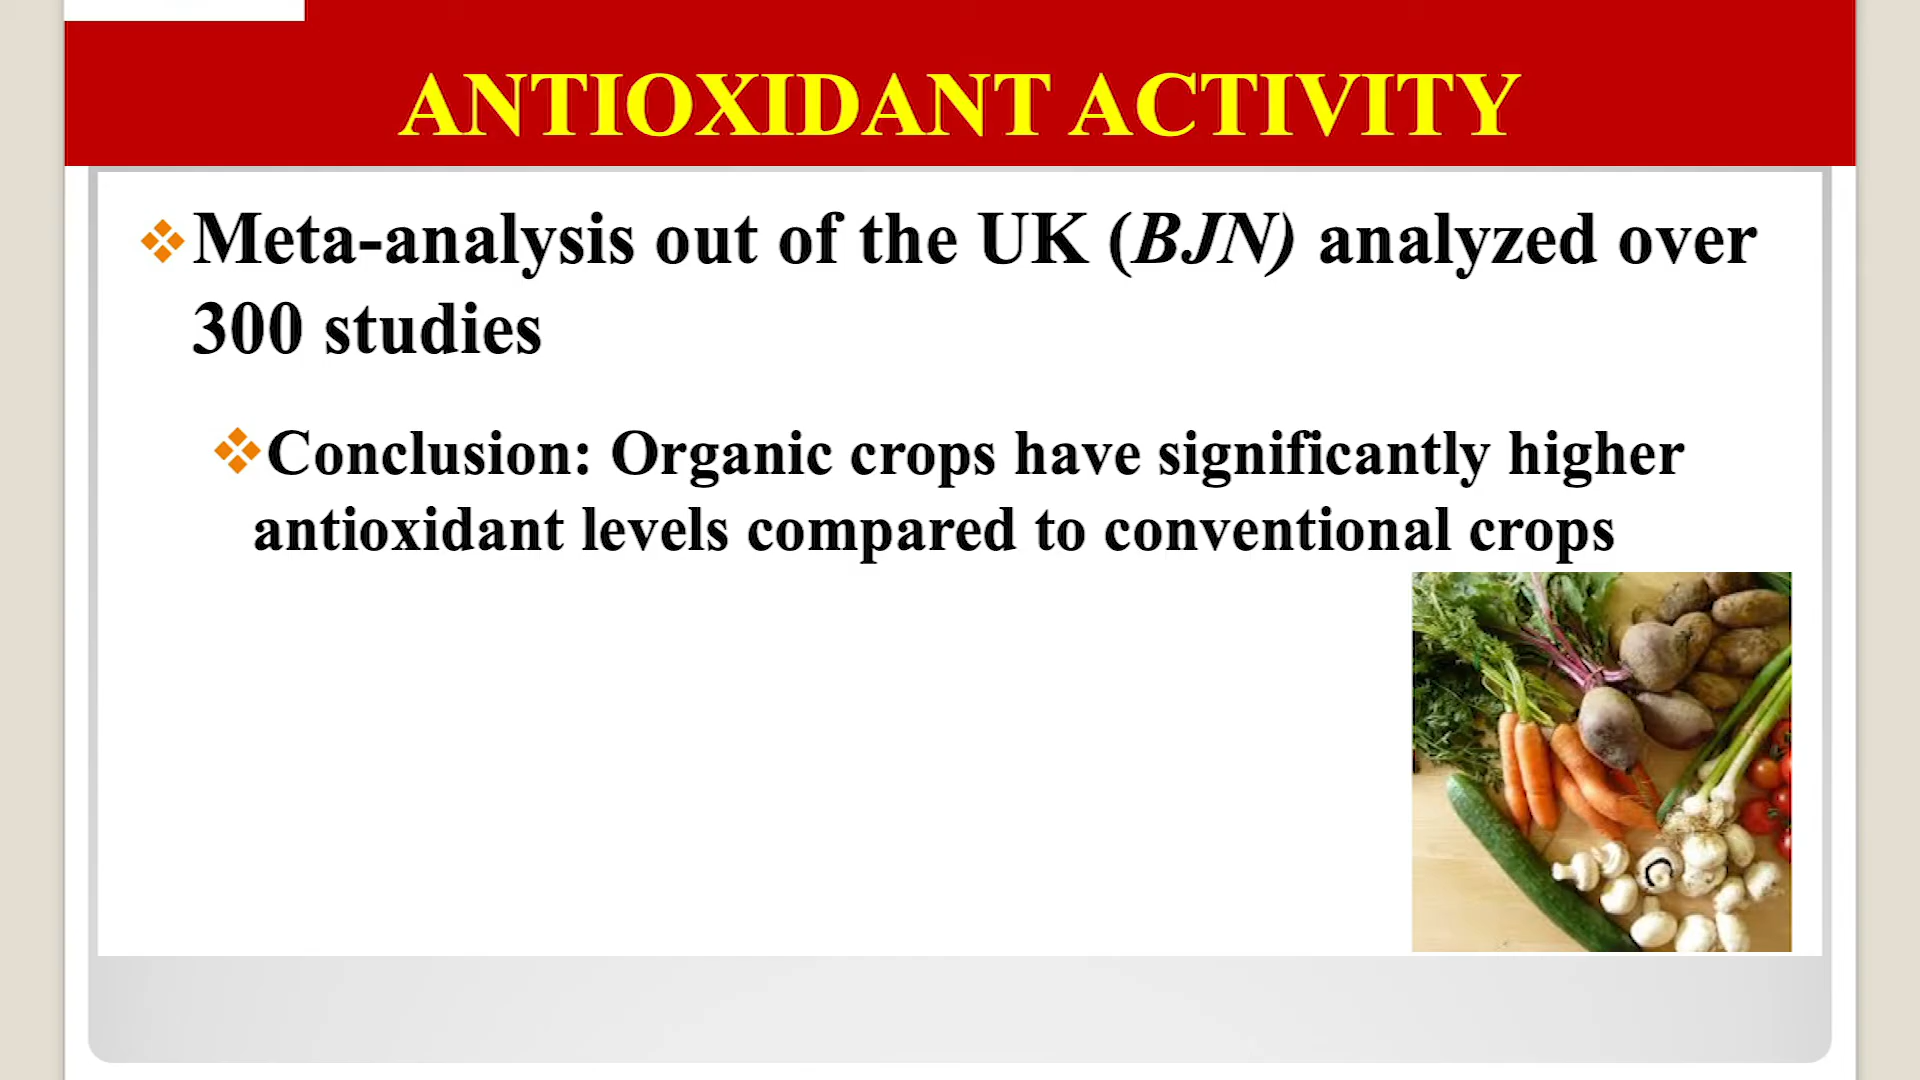 ANTIOXIDANT ACTIVITY
Meta-analysis out of the UK (BJN) analyzed over
300 studies
Conclusion: Organic crops have significantly higher
antioxidant levels compared to conventional crops